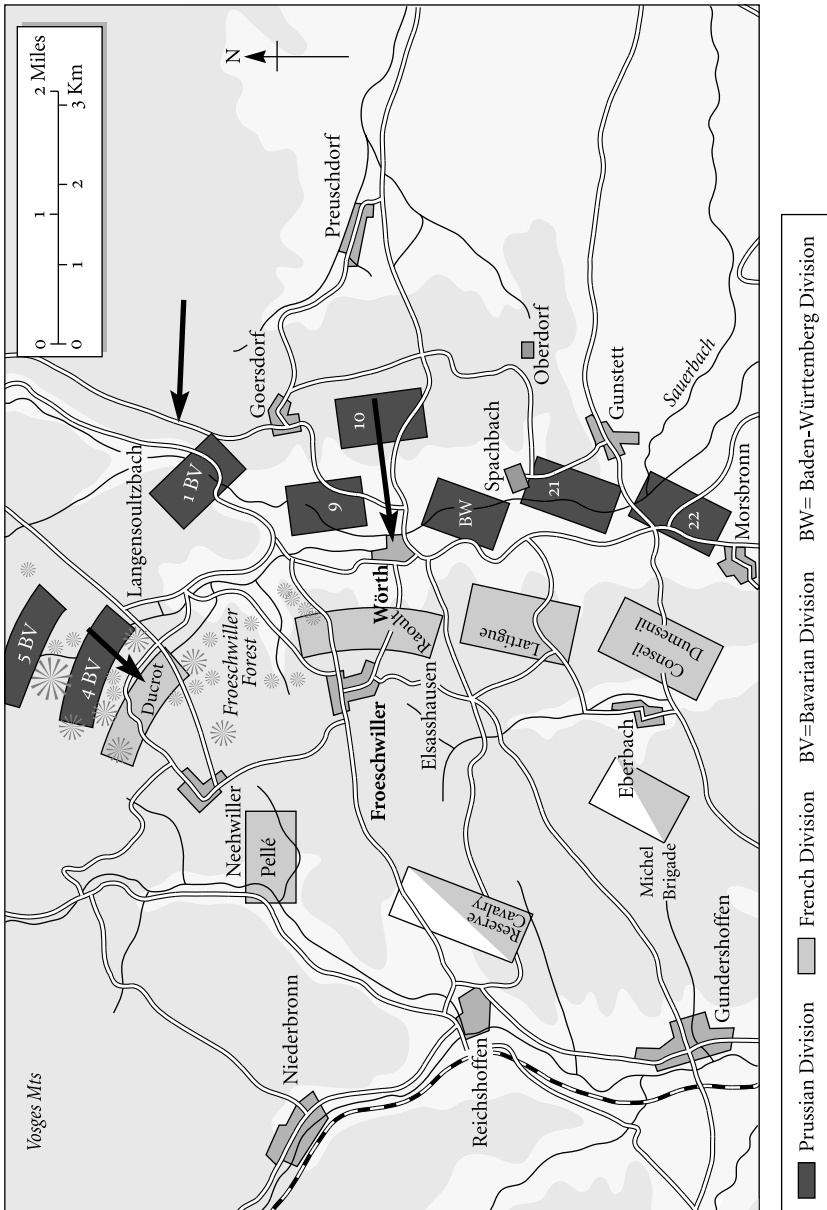 0 1 2 Miles
0 1 2 3 Km
N
Vosges Mts
Niederbronn
Reichshoffen
Gundershoffen
Reserve
Cavalry
Michel
Brigade
Neehwiller
Pellé
Froeschwiller
Elsasshausen
Eberbach
Froeschwiller
Forest
Ducrot
4 BV
5 BV
Langensoultzbach
1 BV
Wörth
Raoult
Lartigue
Conseil
Dumesnil
9
10
BW
21
22
Morsbronn
Spachbach
Gunstett
Goersdorf
Oberdorf
Sauerbach
Preuschdorf
Prussian Division
French Division
BV=Bavarian Division
BW= Baden-Württemberg Division